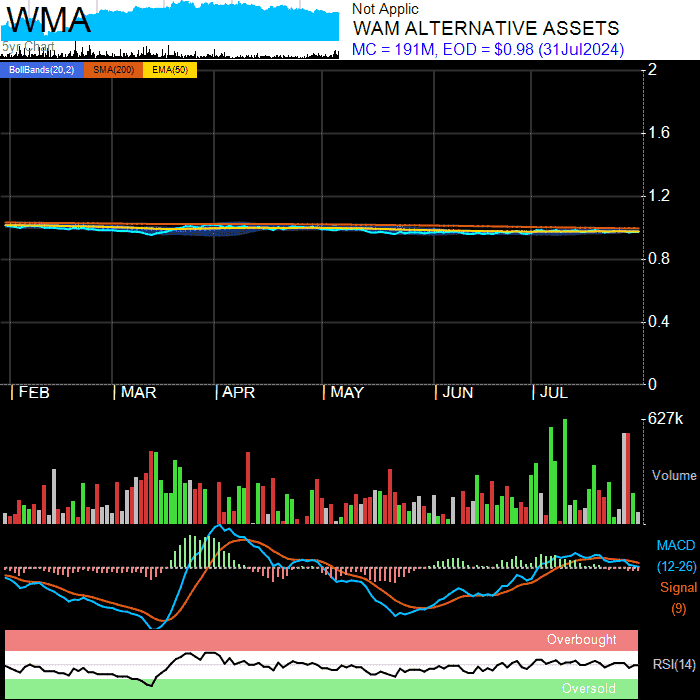 WMA
5yr Chart
Not Applic
WAM ALTERNATIVE ASSETS
MC = 191M, EOD = $0.98 (31Jul2024)
BollBands(20,2) SMA(200) EMA(50)
2
1.6
1.2
0.8
0.4
0
FEB MAR APR MAY JUN JUL
627k
Volume
MACD
(12-26)
Signal
(9)
Overbought
RSI(14)
Oversold